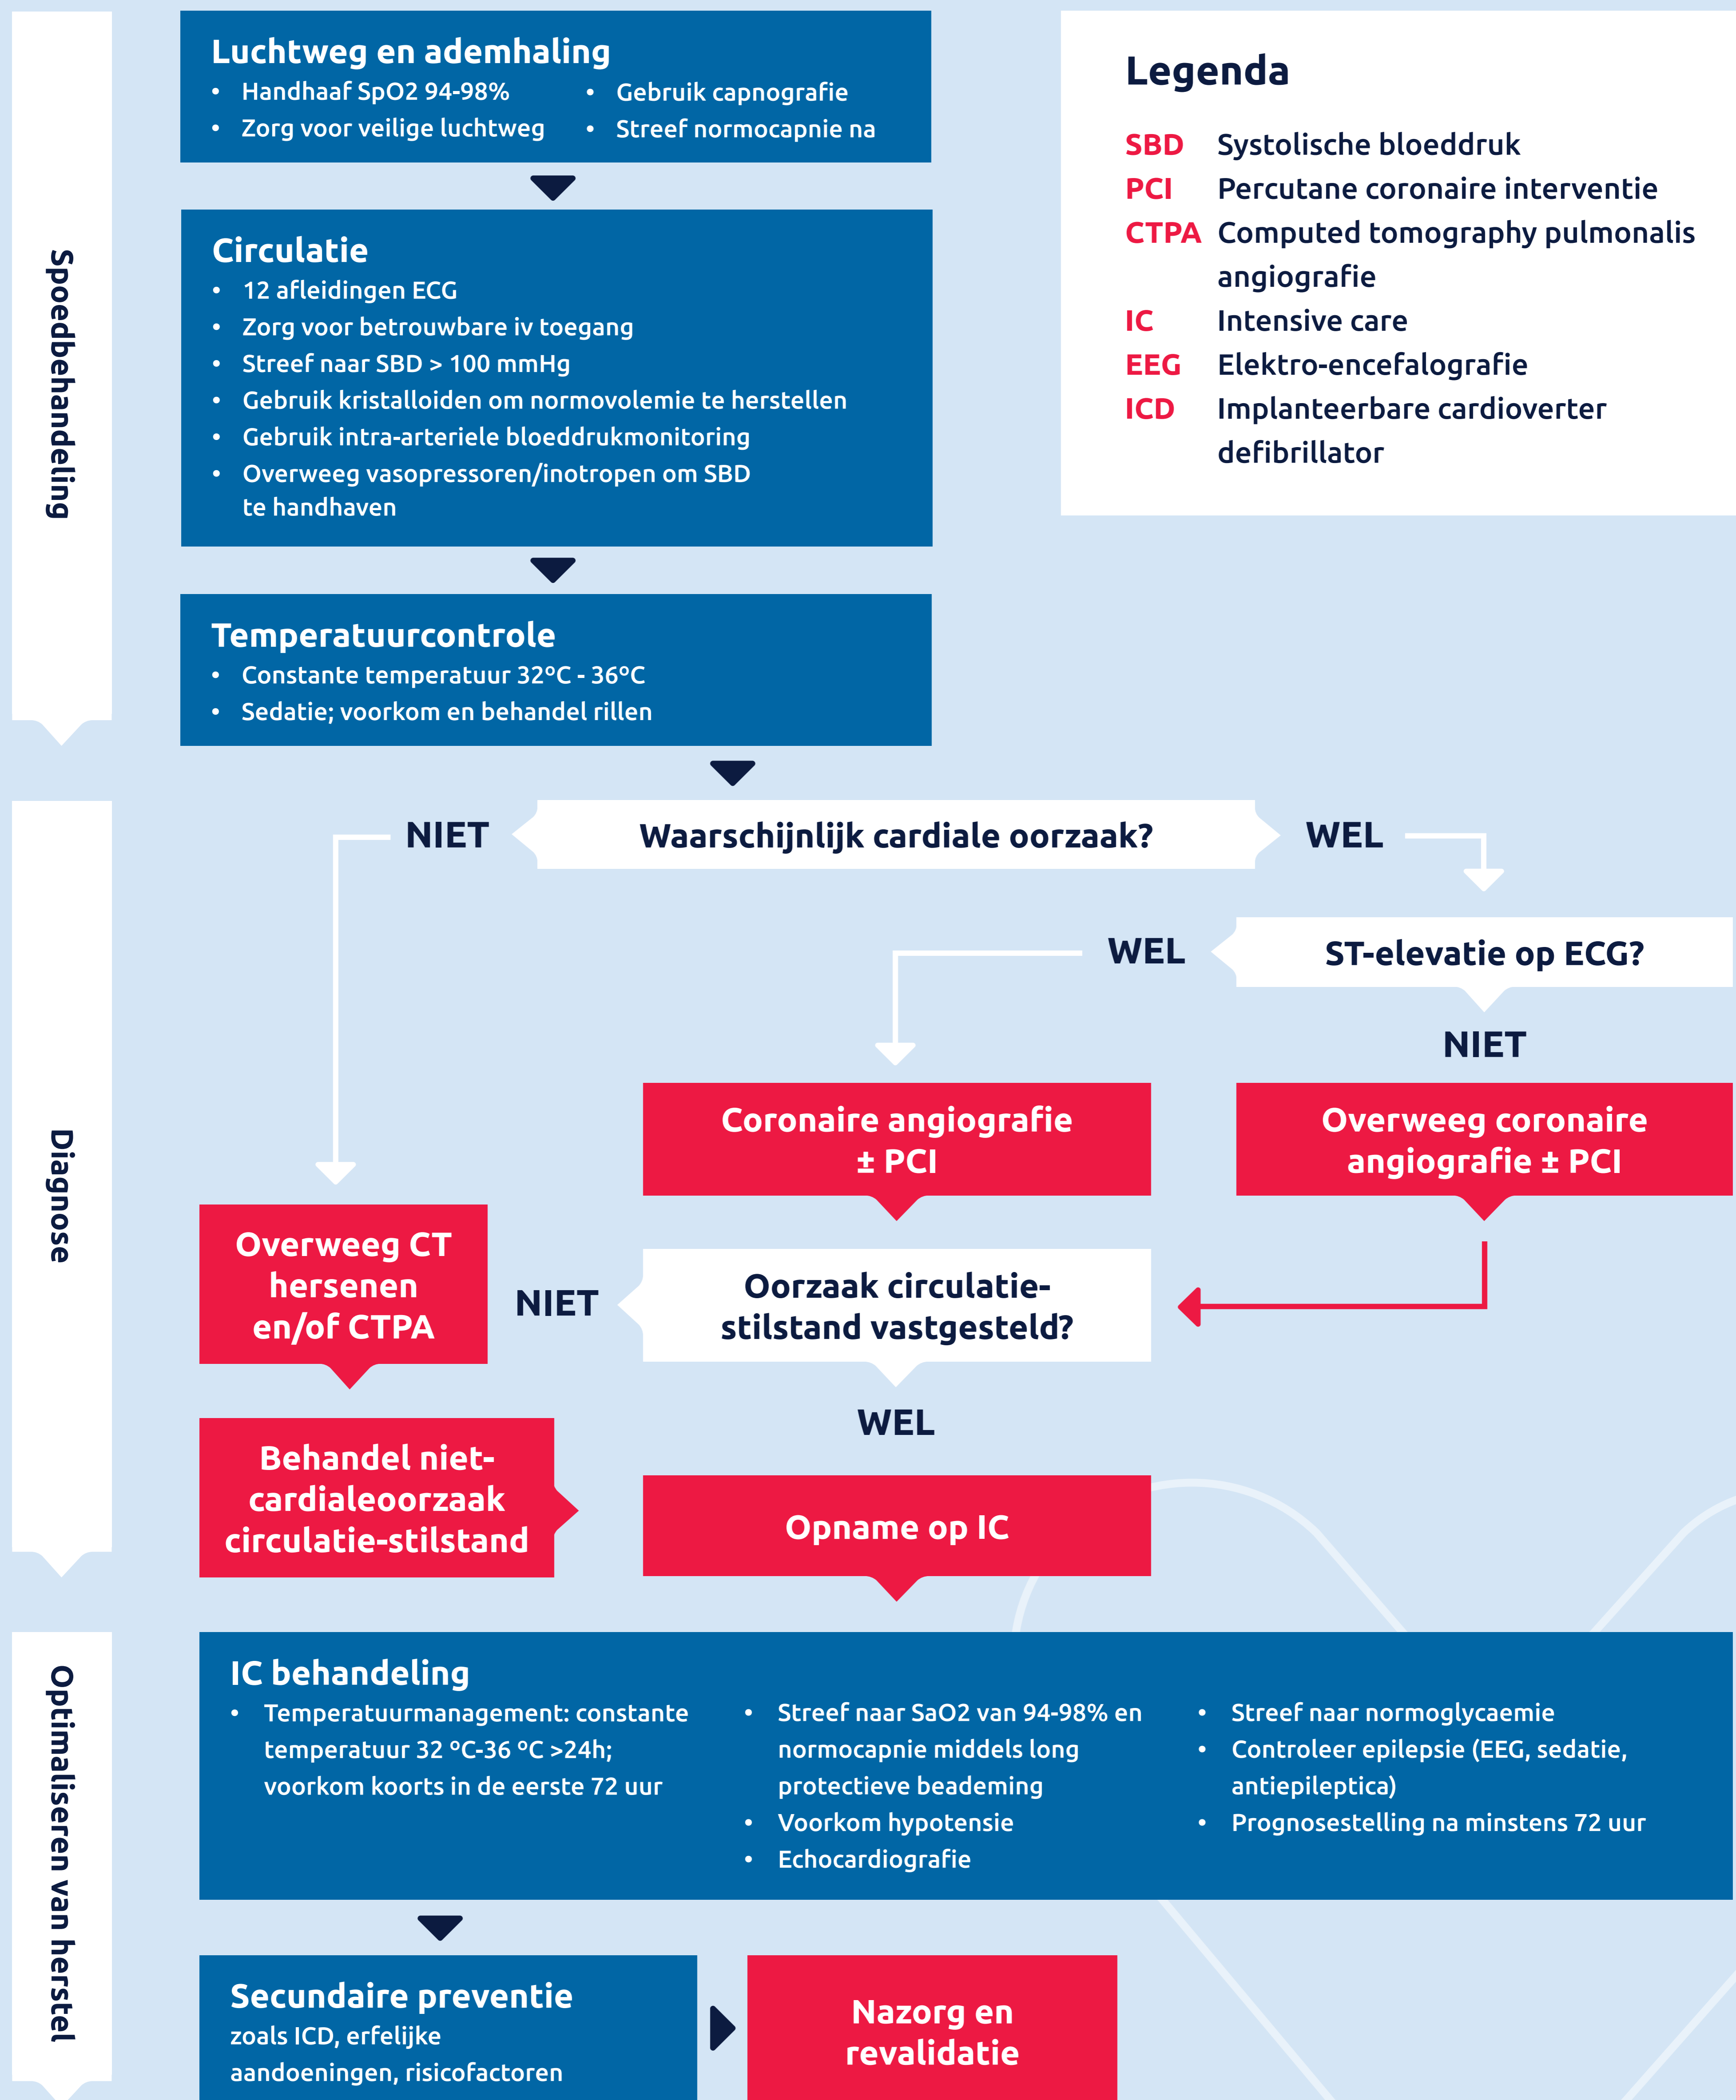 Spoedbehandeling
Luchtweg en ademhaling
• Handhaaf SpO2 94-98%
• Zorg voor veilige luchtweg
• Gebruik capnografie
• Streef normocapnie na
Circulatie
• 12 afleidingen ECG
• Zorg voor betrouwbare iv toegang
• Streef naar SBD > 100 mmHg
• Gebruik kristalloiden om normovolemie te herstellen
• Gebruik intra-arteriele bloeddrukmonitoring
• Overweeg vasopressoren/inotropen om SBD
te handhaven
Temperatuurcontrole
• Constante temperatuur 32ºC - 36ºC
• Sedatie; voorkom en behandel rillen
Legenda
SBD Systolische bloeddruk
PCI Percutane coronaire interventie
CTPA Computed tomography pulmonalis
angiografie
IC Intensive care
EEG Elektro-encefalografie
ICD Implanteerbare cardioverter
defibrillator
Diagnose
NIET
Waarschijnlijk cardiale oorzaak?
WEL
WEL
ST-elevatie op ECG?
NIET
Coronaire angiografie
± PCI
Overweeg coronaire
angiografie ± PCI
Overweeg CT
hersenen
en/of CTPA
NIET
Oorzaak circulatie-
stilstand vastgesteld?
WEL
Behandel niet-
cardialeoorzaak
circulatie-stilstand
Opname op IC
Optimaliseren van herstel
IC behandeling
• Temperatuurmanagement: constante
temperatuur 32 ºC-36 ºC >24h;
voorkom koorts in de eerste 72 uur
• Streef naar SaO2 van 94-98% en
normocapnie middels long
protectieve beademing
• Voorkom hypotensie
• Echocardiografie
• Streef naar normoglycaemie
• Controleer epilepsie (EEG, sedatie,
antiepileptica)
• Prognosestelling na minstens 72 uur
Secundaire preventie
zoals ICD, erfelijke
aandoeningen, risicofactoren
Nazorg en
revalidatie